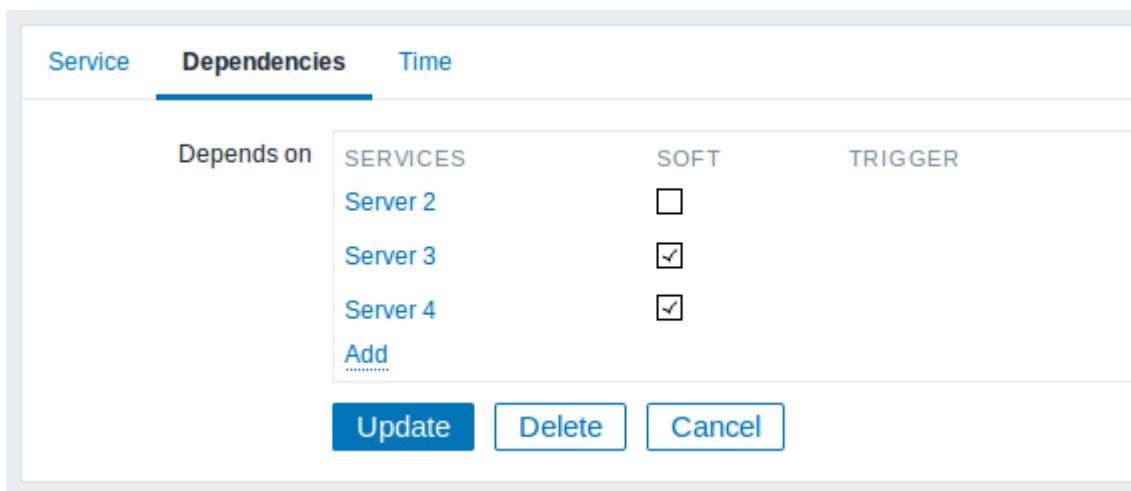 Service Dependencies Time
Depends on SERVICES SOFT TRIGGER
Server 2
Server 3
Server 4
Add
Update Delete Cancel